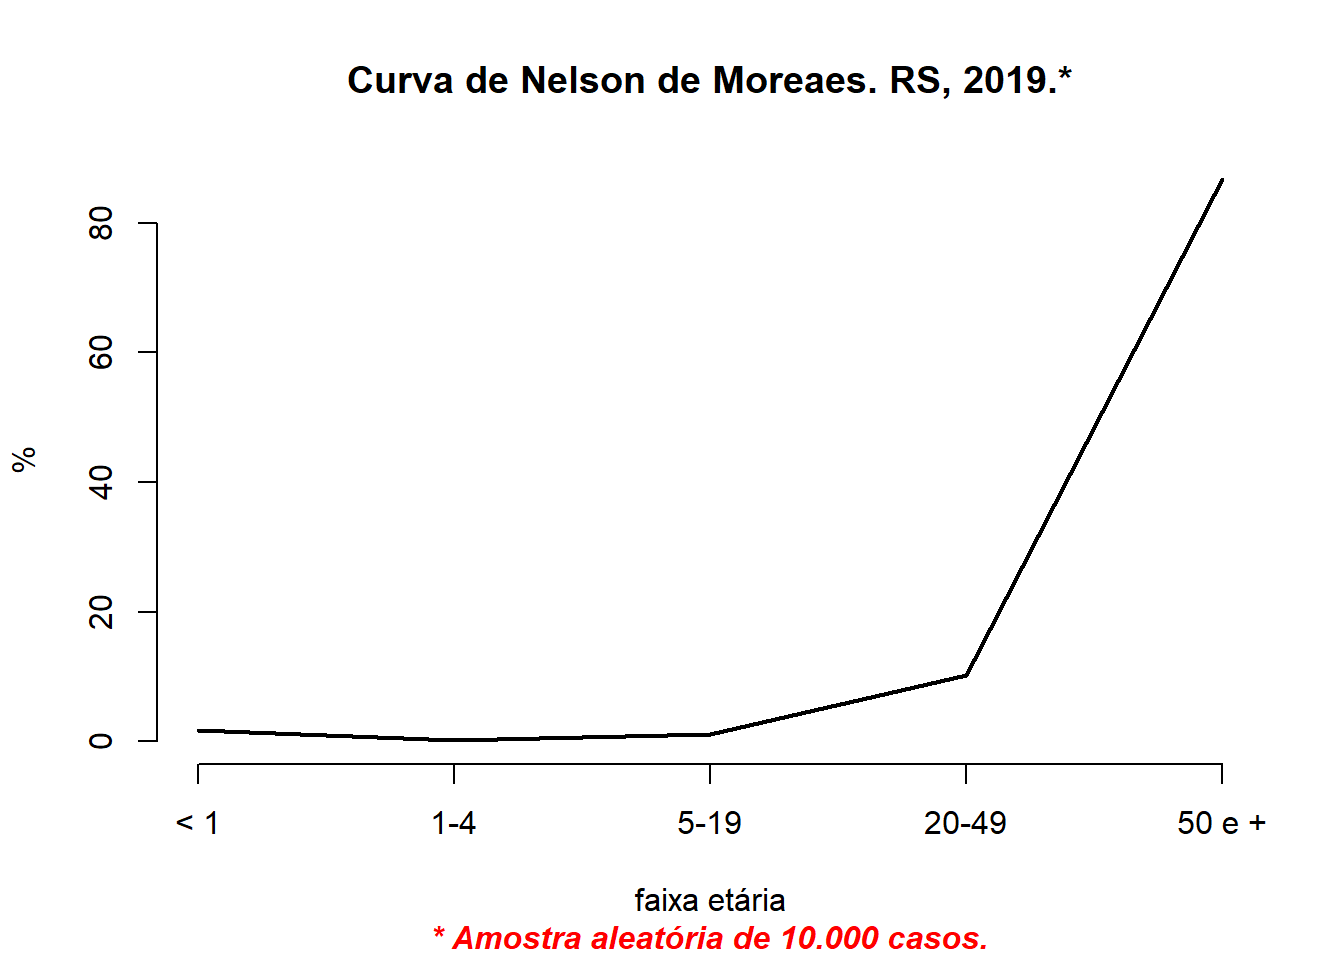 Curva de Nelson de Moreaes. RS, 2019.*
80
60
40
20
0
%
< 1
1-4
5-19
20-49
50 e +
faixa etária
* Amostra aleatória de 10.000 casos.